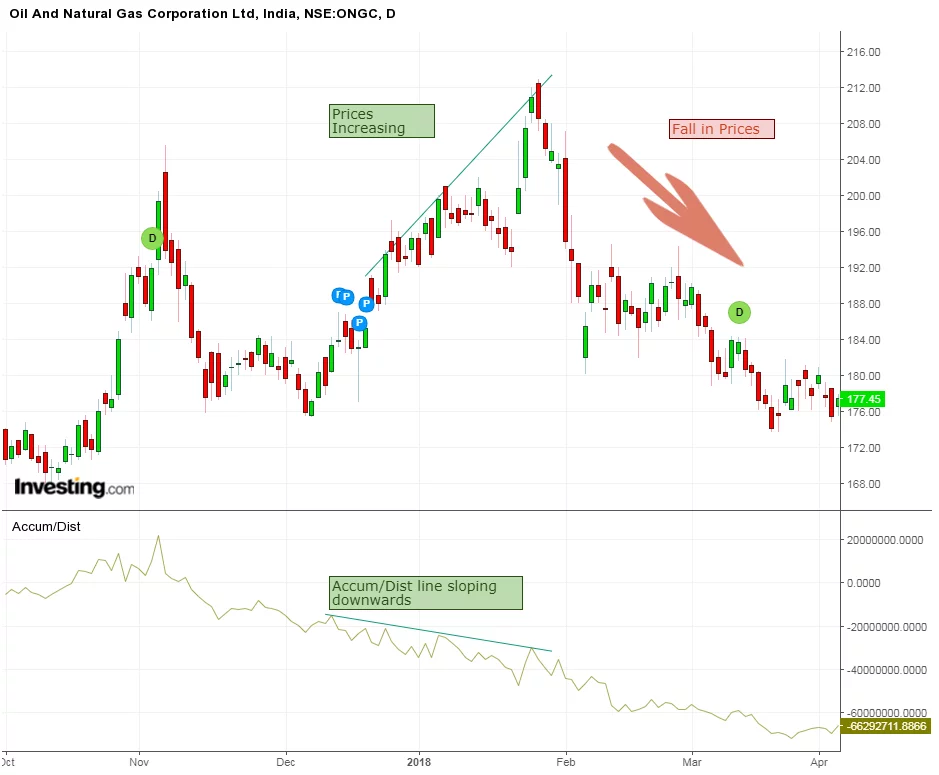 Oil And Natural Gas Corporation Ltd, India, NSE:ONGC, D
216.00
212.00
Prices
Increasing
208.00
Fall in Prices
204.00
200.00
196.00
D
192.00
188.00
P
P
P
D
184.00
180.00
177.45
176.00
172.00
168.00
Investing.com
Accum/Dist
20000000.0000
0.0000
Accum/Dist line sloping
downwards
-20000000.0000
-40000000.0000
-60000000.0000
-66292711.8866
Oct Nov Dec 2018 Feb Mar Apr